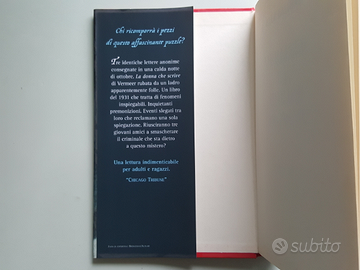 Chi ricomporrà i pezzi
di questo affascinante puzzle?
Tre identiche lettere anonime
consegnate in una calda notte
di ottobre. La donna che scrive
di Vermeer rubata da un ladro
apparentemente folle. Un libro
del 1931 che tratta di fenomeni
inspiegabili. Inquietanti
premonizioni. Eventi slegati tra
loro che reclamano una sola
spiegazione. Riusciranno tre
giovani amici a smascherare
il criminale che sta dietro
a questo mistero?
Una lettura indimenticabile
per adulti e ragazzi.
"Chicago Tribune"
subito